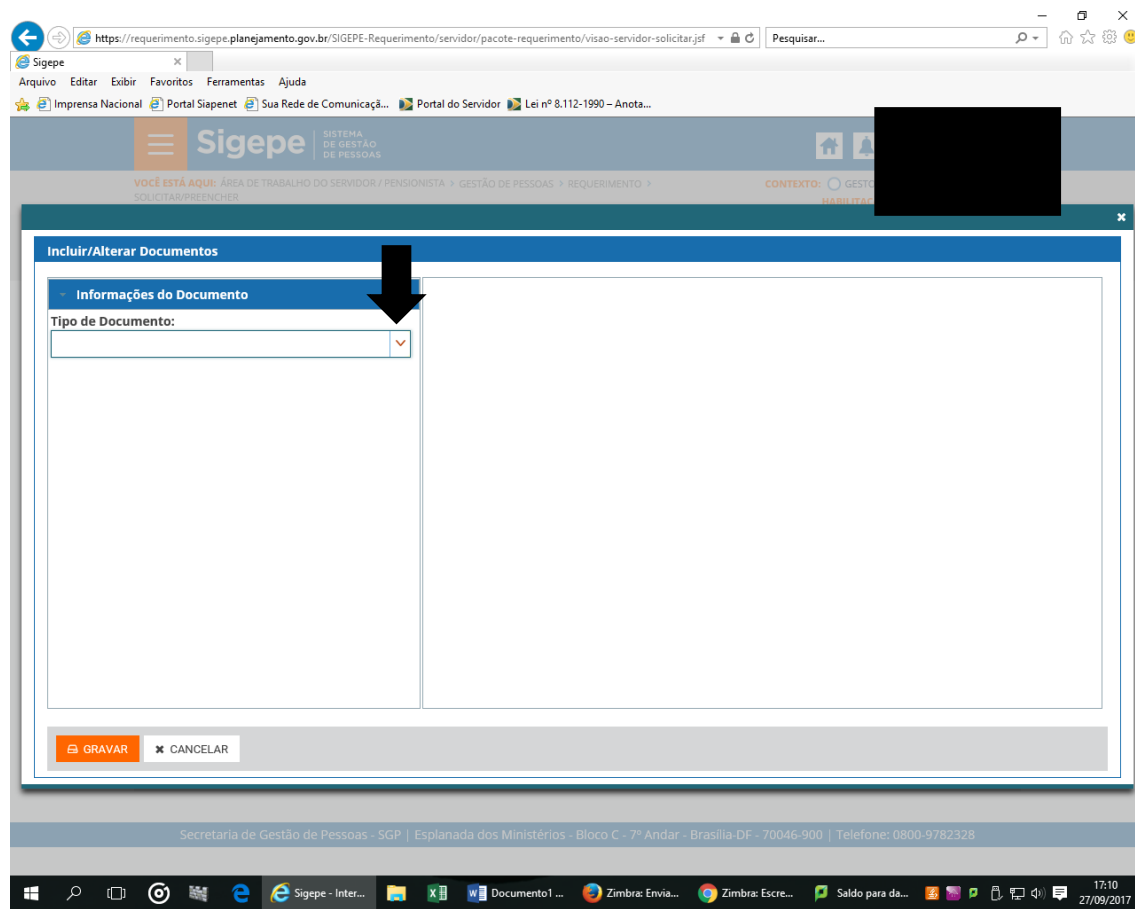 https://requerimento.sigepe.planejamento.gov.br/SIGEPE-Requerimento/servidor/pacote-requerimento/visao-servidor-solicitar.jsf
Pesquisar...
Sigepe
Arquivo Editar Exibir Favoritos Ferramentas Ajuda
Imprensa Nacional Portal Siapenet Sua Rede de Comunicaçã... Portal do Servidor Lei nº 8.112-1990 – Anota...
Sigepe SISTEMA
DE GESTÃO
DE PESSOAS
VOCÊ ESTÁ AQUI: ÁREA DE TRABALHO DO SERVIDOR / PENSIONISTA > GESTÃO DE PESSOAS > REQUERIMENTO >
SOLICITAR/PREENCHER
CONTEXTO: GESTO
HABILITAÇ
Incluir/Alterar Documentos
Informações do Documento
Tipo de Documento:
GRAVAR CANCELAR
Secretaria de Gestão de Pessoas - SGP | Esplanada dos Ministérios - Bloco C - 7º Andar - Brasília-DF - 70046-900 | Telefone: 0800-9782328
Sigepe - Inter... Documento1 ... Zimbra: Envia... Zimbra: Escre... Saldo para da... 17:10
27/09/2017